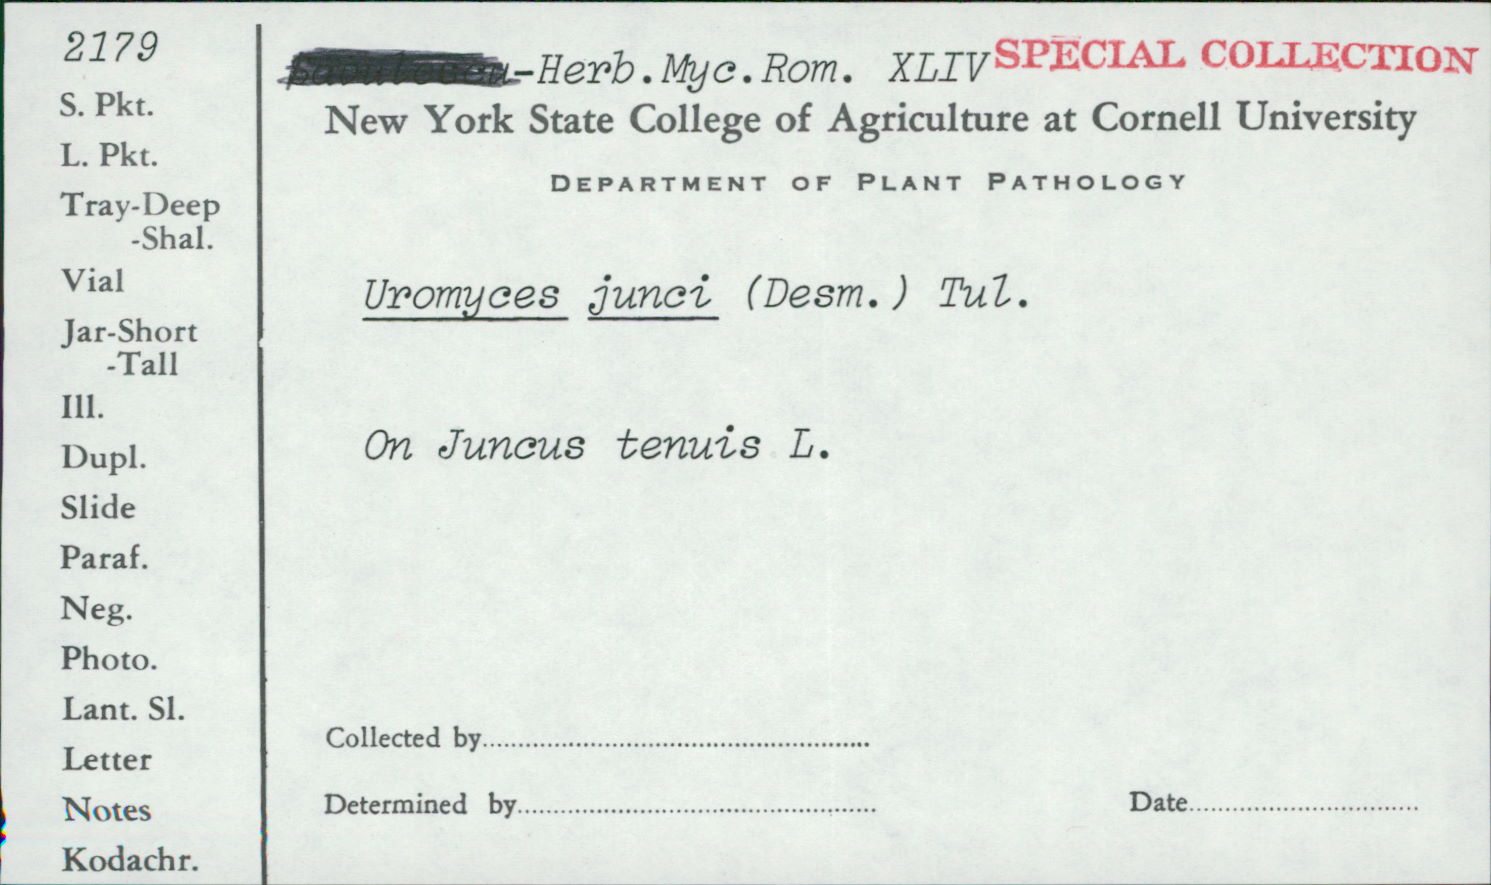 2179
S. Pkt.
L. Pkt.
Tray-Deep
-Shal.
Vial
Jar-Short
-Tall
Ill.
Dupl.
Slide
Paraf.
Neg.
Photo.
Lant. Sl.
Letter
Notes
Kodachr.
-Herb.Myc.Rom. XLIV
SPECIAL COLLECTION
New York State College of Agriculture at Cornell University
DEPARTMENT OF PLANT PATHOLOGY
Uromyces junci (Desm.) Tul.
On Juncus tenuis L.
Collected by
Determined by
Date